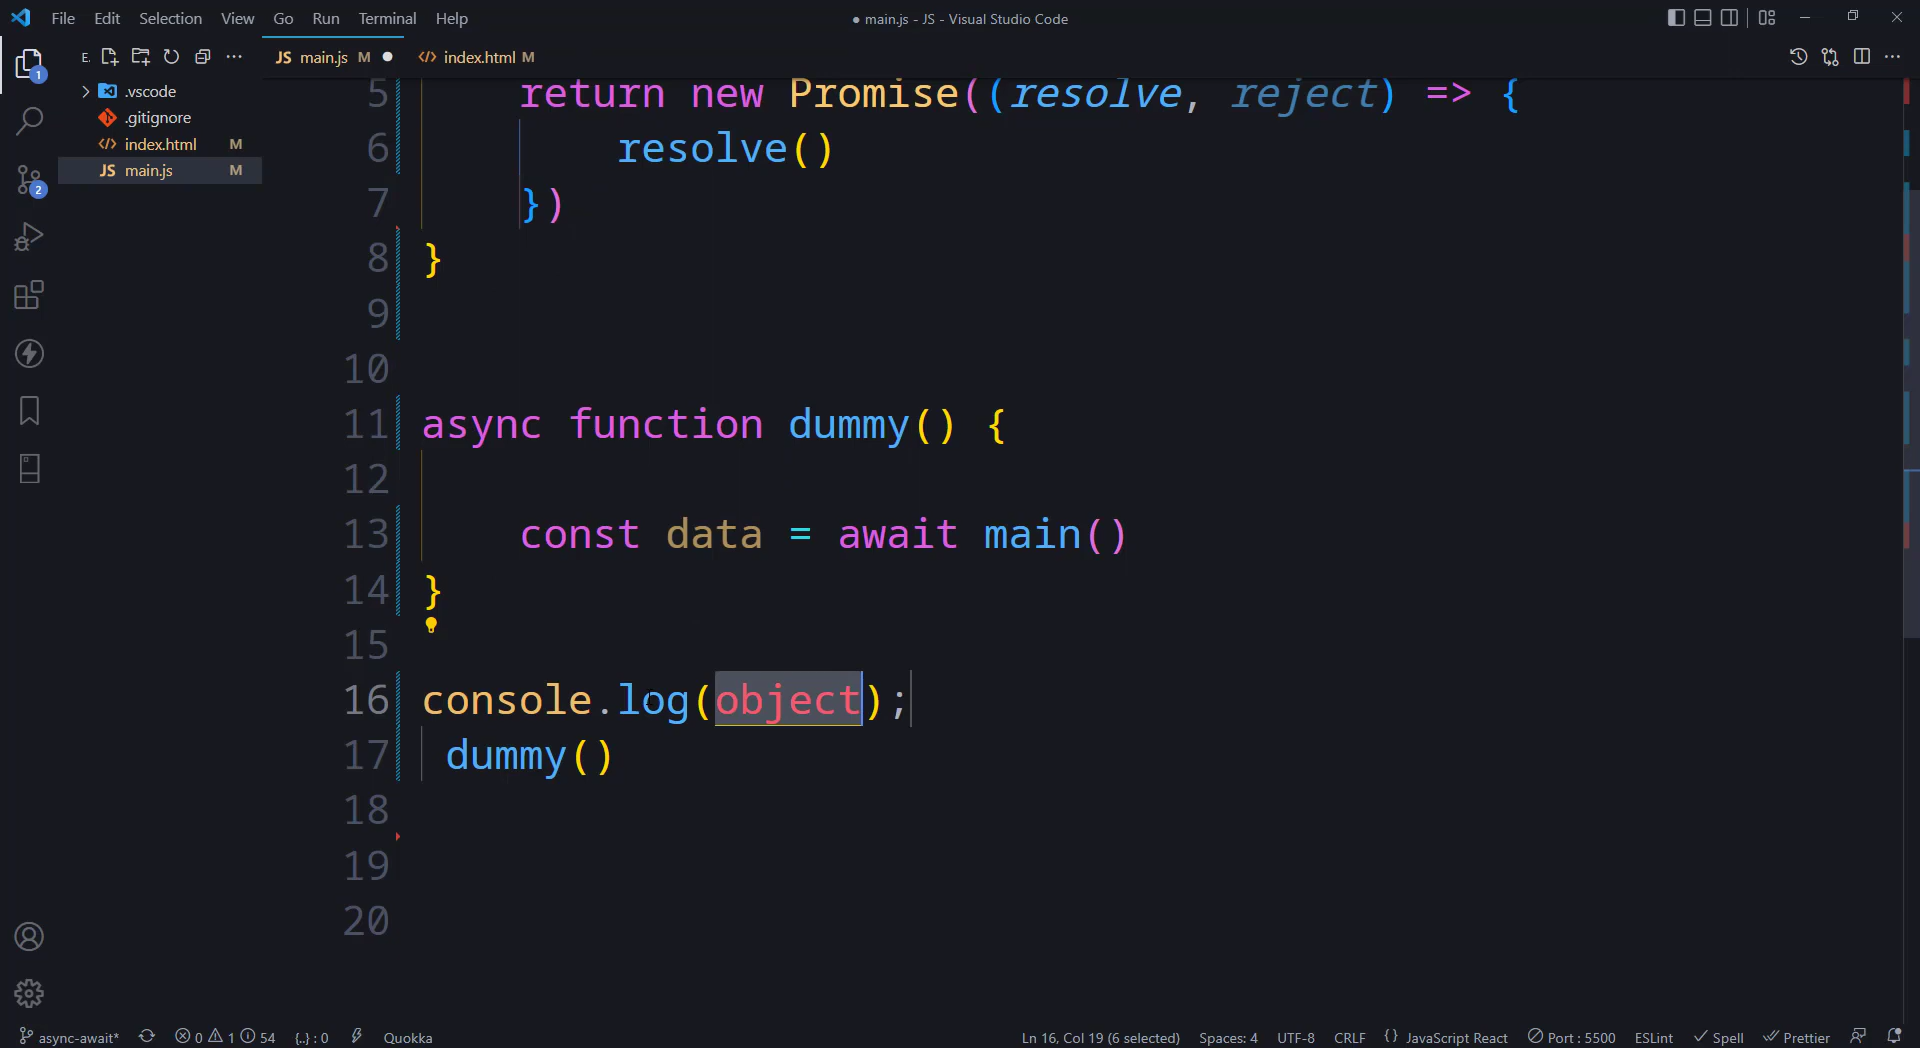 File Edit Selection View Go Run Terminal Help
● main.js - JS - Visual Studio Code
E.
JS main.js M ●
</> index.html M
.vscode
.gitignore
</> index.html M
JS main.js M
1
2
5 return new Promise((resolve, reject) => {
6 resolve()
7 })
8 }
9
10
11 async function dummy() {
12
13 const data = await main()
14 }
15
16 console.log(object);
17 dummy()
18
19
20
async-await* 0 1 54 {..} : 0 Quokka
Ln 16, Col 19 (6 selected) Spaces: 4 UTF-8 CRLF { } JavaScript React Port : 5500 ESLint Spell Prettier